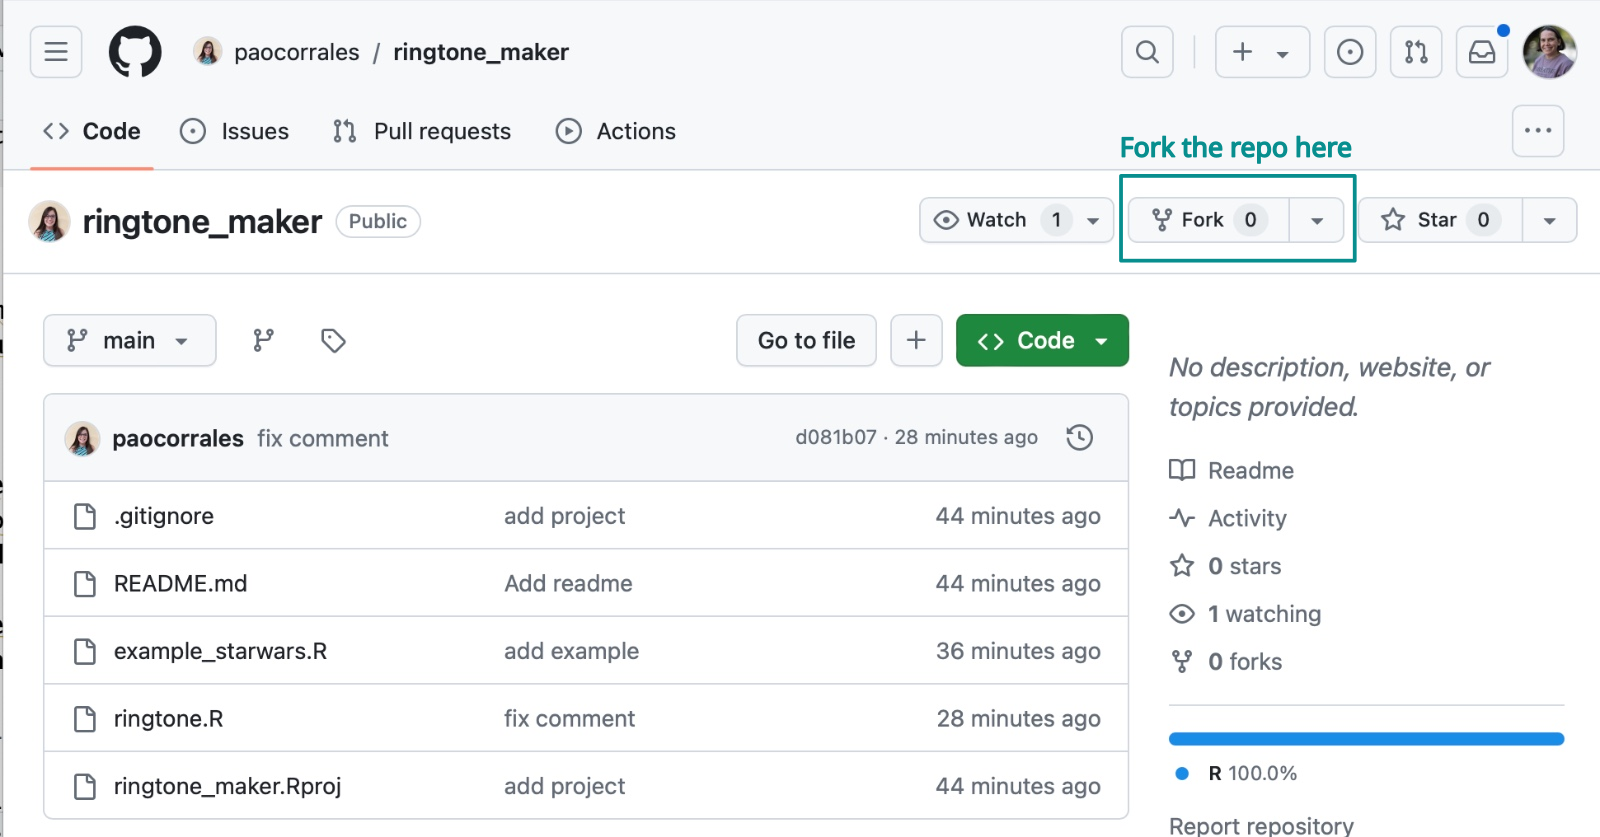 paocorrales / ringtone_maker
Code Issues Pull requests Actions
Fork the repo here
ringtone_maker Public Watch 1 Fork 0 Star 0
main Go to file Code
No description, website, or
topics provided.
paocorrales fix comment d081b07 · 28 minutes ago
.gitignore add project 44 minutes ago
README.md Add readme 44 minutes ago
example_starwars.R add example 36 minutes ago
ringtone.R fix comment 28 minutes ago
ringtone_maker.Rproj add project 44 minutes ago
Readme
Activity
0 stars
1 watching
0 forks
R 100.0%
Report repository